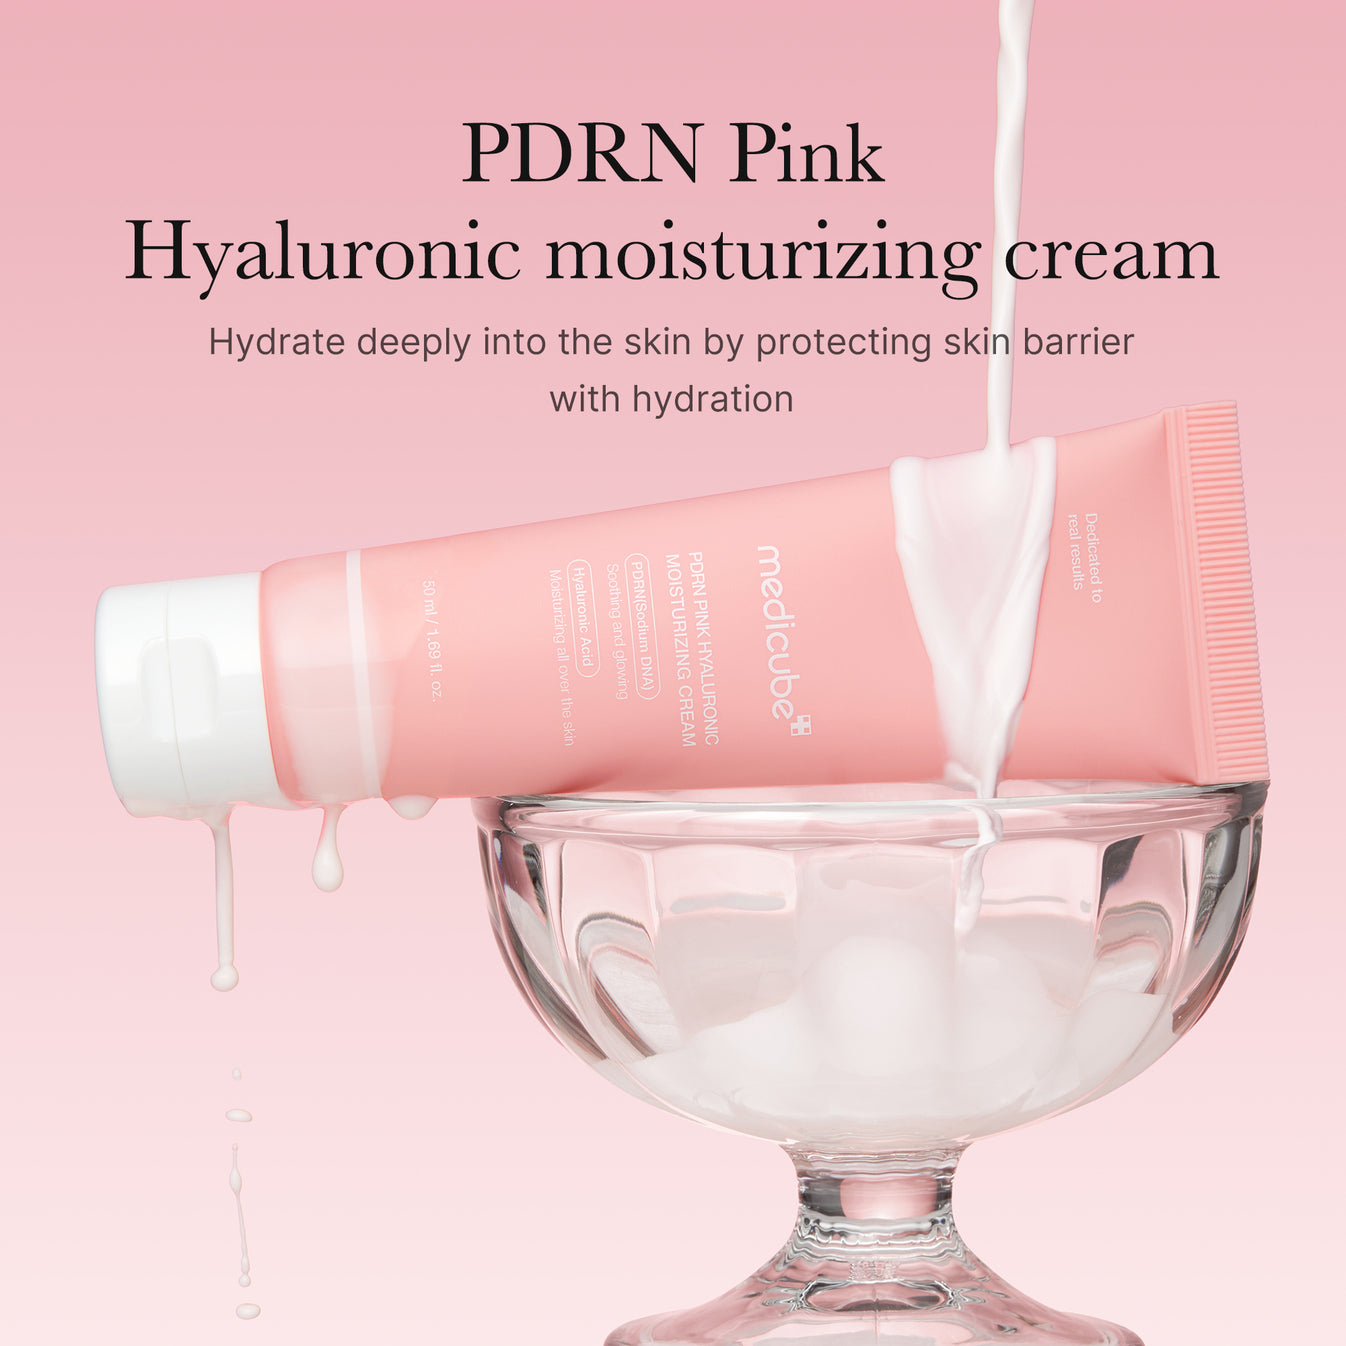 PDRN Pink
Hyaluronic moisturizing cream
Hydrate deeply into the skin by protecting skin barrier
with hydration
Dedicated to
real results
medicube
PDRN PINK HYALURONIC
MOISTURIZING CREAM
PDRN(Sodium DNA)
Soothing and glowing
Hyaluronic Acid
Moisturizing all over the skin
50 ml / 1.69 fl. oz.